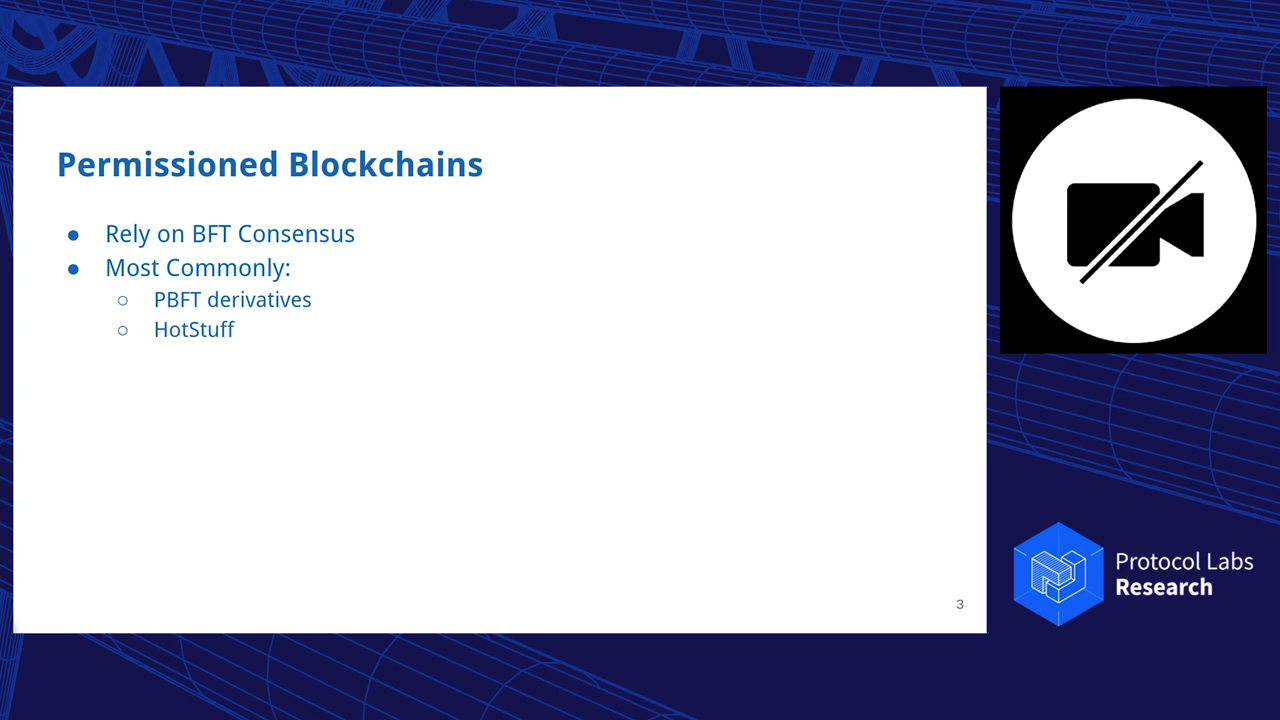 Permissioned Blockchains
● Rely on BFT Consensus
● Most Commonly:
○ PBFT derivatives
○ HotStuff
3
Protocol Labs
Research